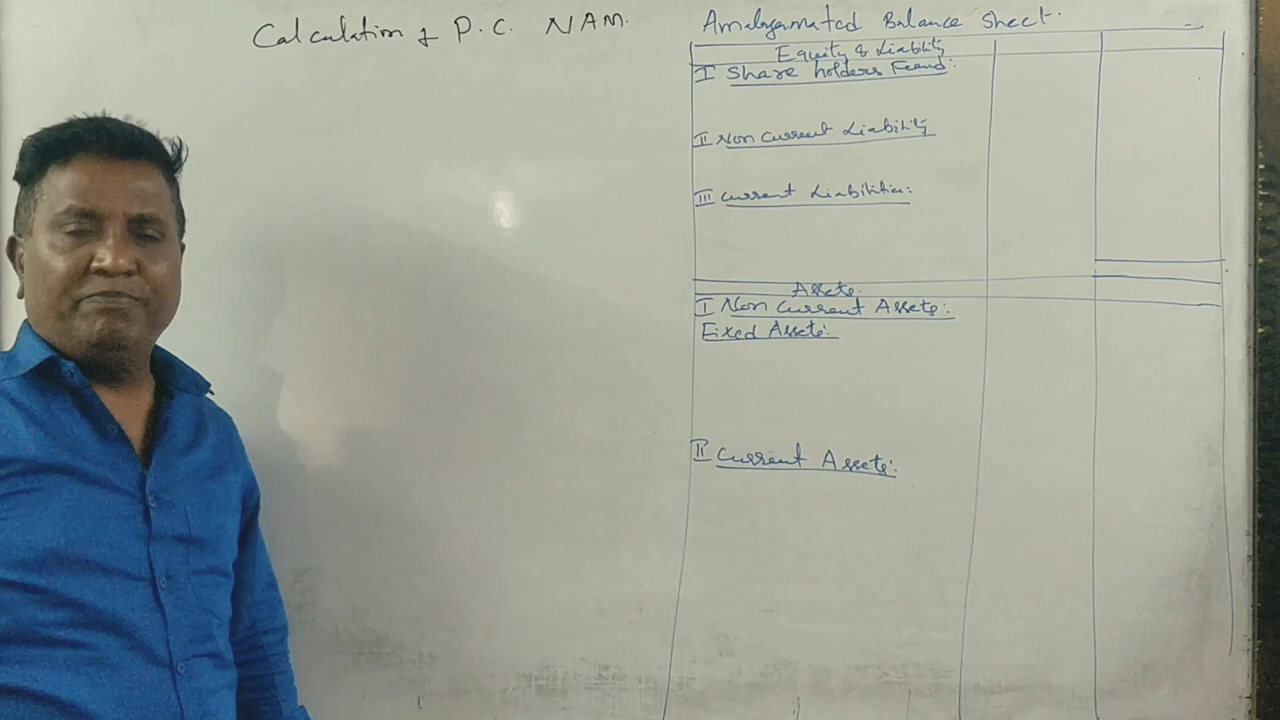 Calculation of P.C. NAM.
Amalgamated Balance Sheet.
Equity & Liability
I Share holders Fund:
II Non Current Liability
III Current Liabilities:
Assets.
I Non Current Assets:
Fixed Assets:
II Current Assets: